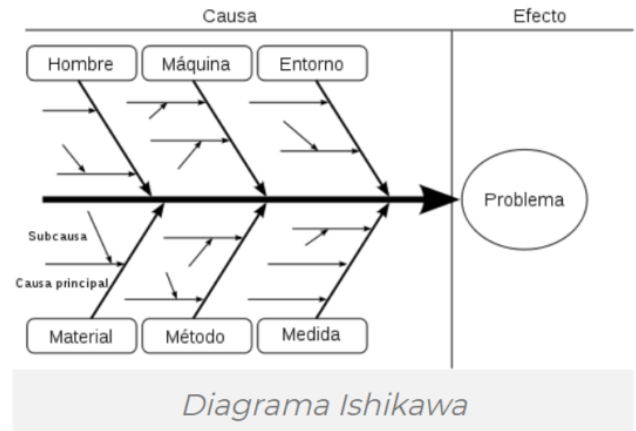 Causa Efecto
Hombre Máquina Entorno
Problema
Subcausa
Causa principal
Material Método Medida
Diagrama Ishikawa